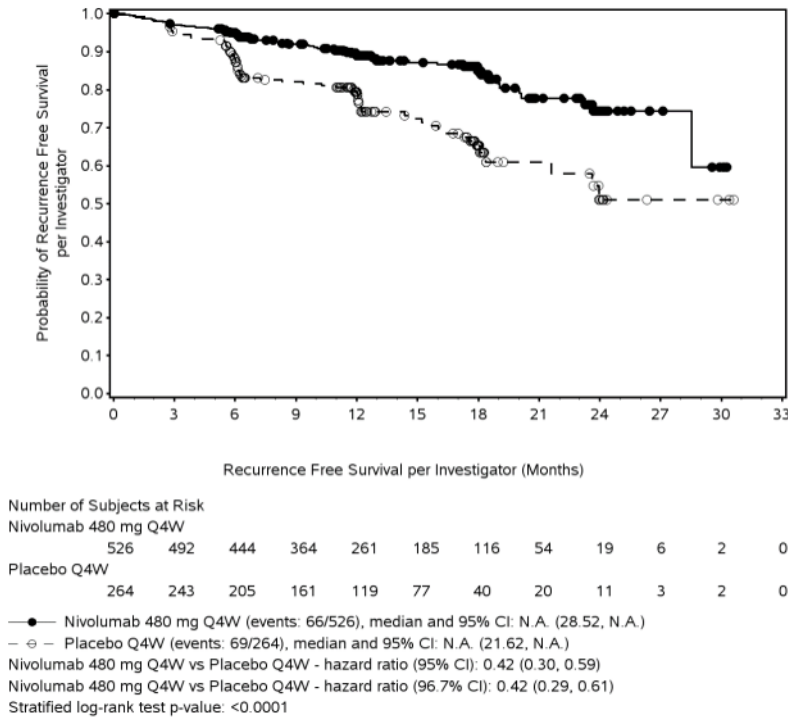 Probability of Recurrence Free Survival
per Investigator
1.0
0.9
0.8
0.7
0.6
0.5
0.4
0.3
0.2
0.1
0.0
0 3 6 9 12 15 18 21 24 27 30 33
Recurrence Free Survival per Investigator (Months)
Number of Subjects at Risk
Nivolumab 480 mg Q4W
526 492 444 364 261 185 116 54 19 6 2 0
Placebo Q4W
264 243 205 161 119 77 40 20 11 3 2 0
Nivolumab 480 mg Q4W (events: 66/526), median and 95% CI: N.A. (28.52, N.A.)
Placebo Q4W (events: 69/264), median and 95% CI: N.A. (21.62, N.A.)
Nivolumab 480 mg Q4W vs Placebo Q4W - hazard ratio (95% CI): 0.42 (0.30, 0.59)
Nivolumab 480 mg Q4W vs Placebo Q4W - hazard ratio (96.7% CI): 0.42 (0.29, 0.61)
Stratified log-rank test p-value: <0.0001